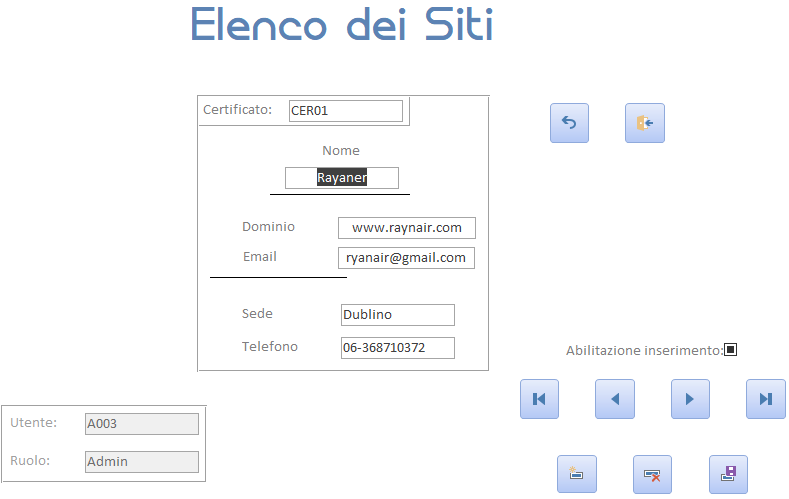 Elenco dei Siti
Certificato: CER01
Nome
Rayaner
Dominio www.raynair.com
Email ryanair@gmail.com
Sede Dublino
Telefono 06-368710372
Abilitazione inserimento:
Utente: A003
Ruolo: Admin